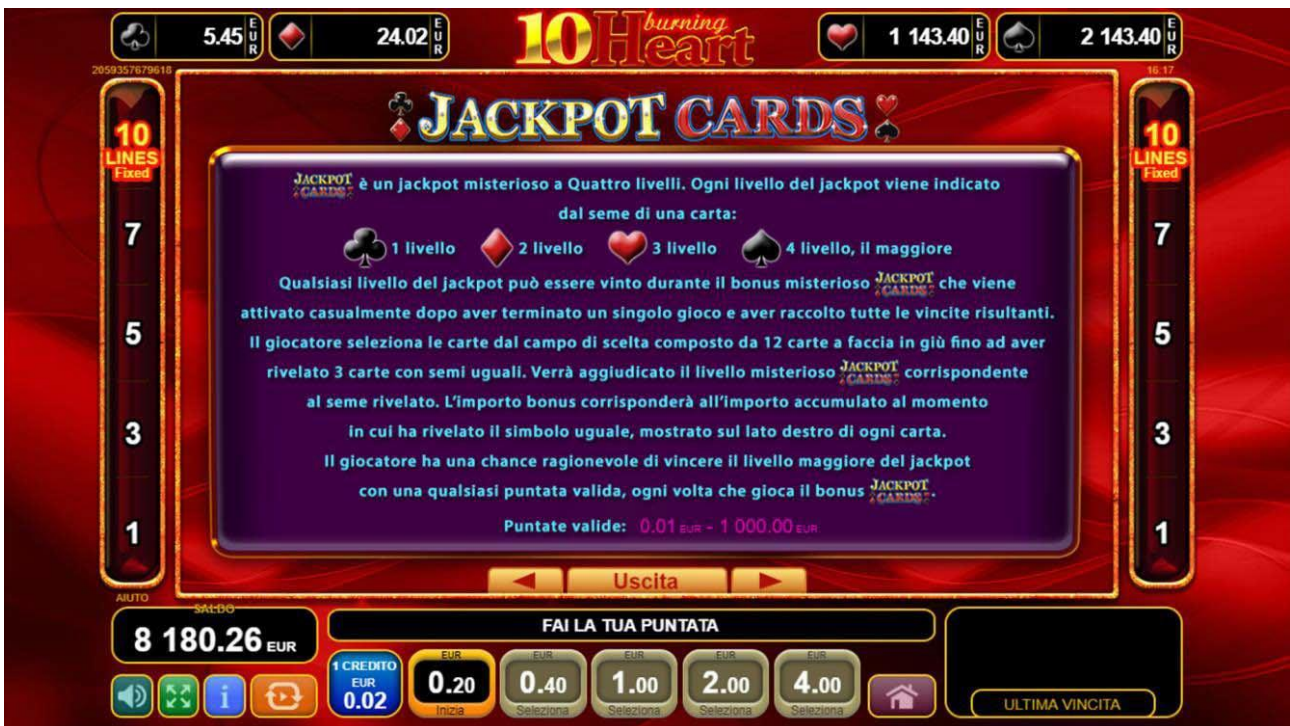 5.45 EUR
24.02 EUR
10 burning Heart
1 143.40 EUR
2 143.40 EUR
2059357679618
16:17
JACKPOT CARDS
10 LINES Fixed
7
5
3
1
10 LINES Fixed
7
5
3
1
JACKPOT CARDS è un jackpot misterioso a Quattro livelli. Ogni livello del jackpot viene indicato
dal seme di una carta:
1 livello 2 livello 3 livello 4 livello, il maggiore
Qualsiasi livello del jackpot può essere vinto durante il bonus misterioso JACKPOT CARDS che viene
attivato casualmente dopo aver terminato un singolo gioco e aver raccolto tutte le vincite risultanti.
Il giocatore seleziona le carte dal campo di scelta composto da 12 carte a faccia in giù fino ad aver
rivelato 3 carte con semi uguali. Verrà aggiudicato il livello misterioso JACKPOT CARDS corrispondente
al seme rivelato. L'importo bonus corrisponderà all'importo accumulato al momento
in cui ha rivelato il simbolo uguale, mostrato sul lato destro di ogni carta.
Il giocatore ha una chance ragionevole di vincere il livello maggiore del jackpot
con una qualsiasi puntata valida, ogni volta che gioca il bonus JACKPOT CARDS.
Puntate valide: 0.01 EUR - 1 000.00 EUR
Uscita
AIUTO
SALDO
8 180.26 EUR
FAI LA TUA PUNTATA
1 CREDITO EUR 0.02
EUR 0.20 Inizia
EUR 0.40 Seleziona
EUR 1.00 Seleziona
EUR 2.00 Seleziona
EUR 4.00 Seleziona
ULTIMA VINCITA